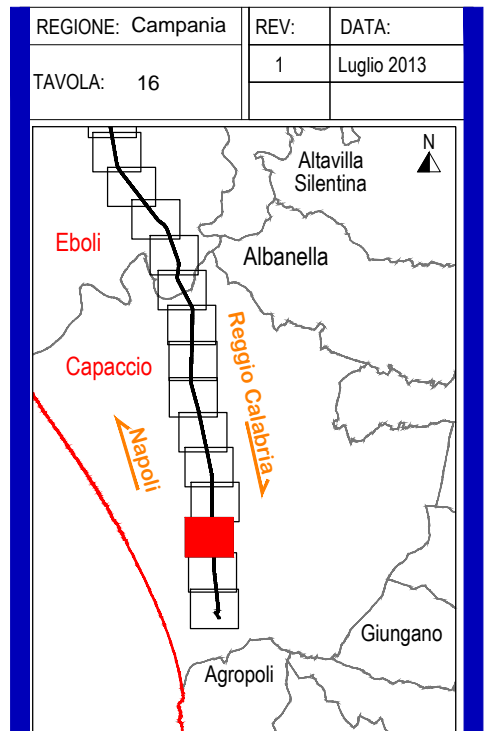 REGIONE: Campania
REV:
DATA:
TAVOLA: 16
1
Luglio 2013
N
Altavilla
Silentina
Eboli
Albanella
Capaccio
Reggio Calabria
Napoli
Giungano
Agropoli